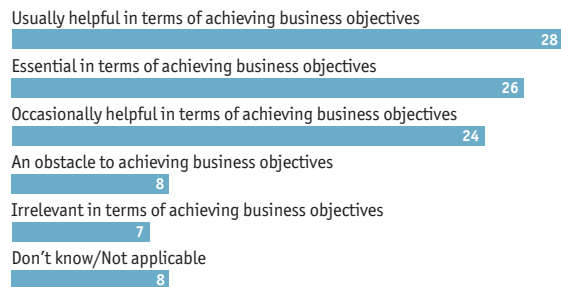 Usually helpful in terms of achieving business objectives
28
Essential in terms of achieving business objectives
26
Occasionally helpful in terms of achieving business objectives
24
An obstacle to achieving business objectives
8
Irrelevant in terms of achieving business objectives
7
Don’t know/Not applicable
8